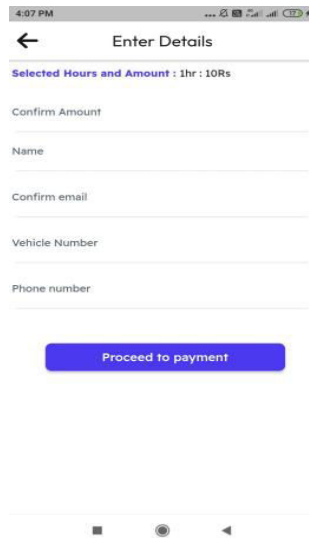 4:07 PM
Enter Details
Selected Hours and Amount : 1hr : 10Rs
Confirm Amount
Name
Confirm email
Vehicle Number
Phone number
Proceed to payment